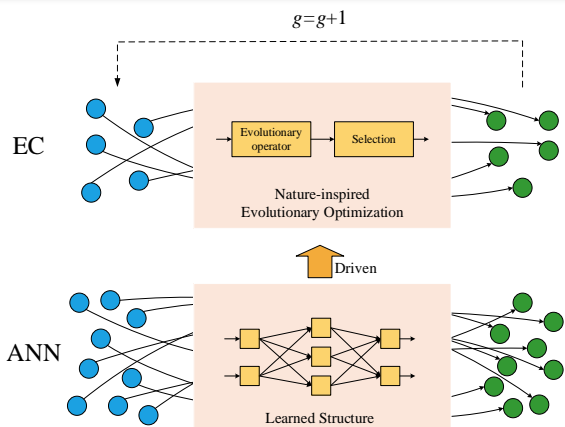 g=g+1
EC
Evolutionary
operator
Selection
Nature-inspired
Evolutionary Optimization
Driven
ANN
Learned Structure